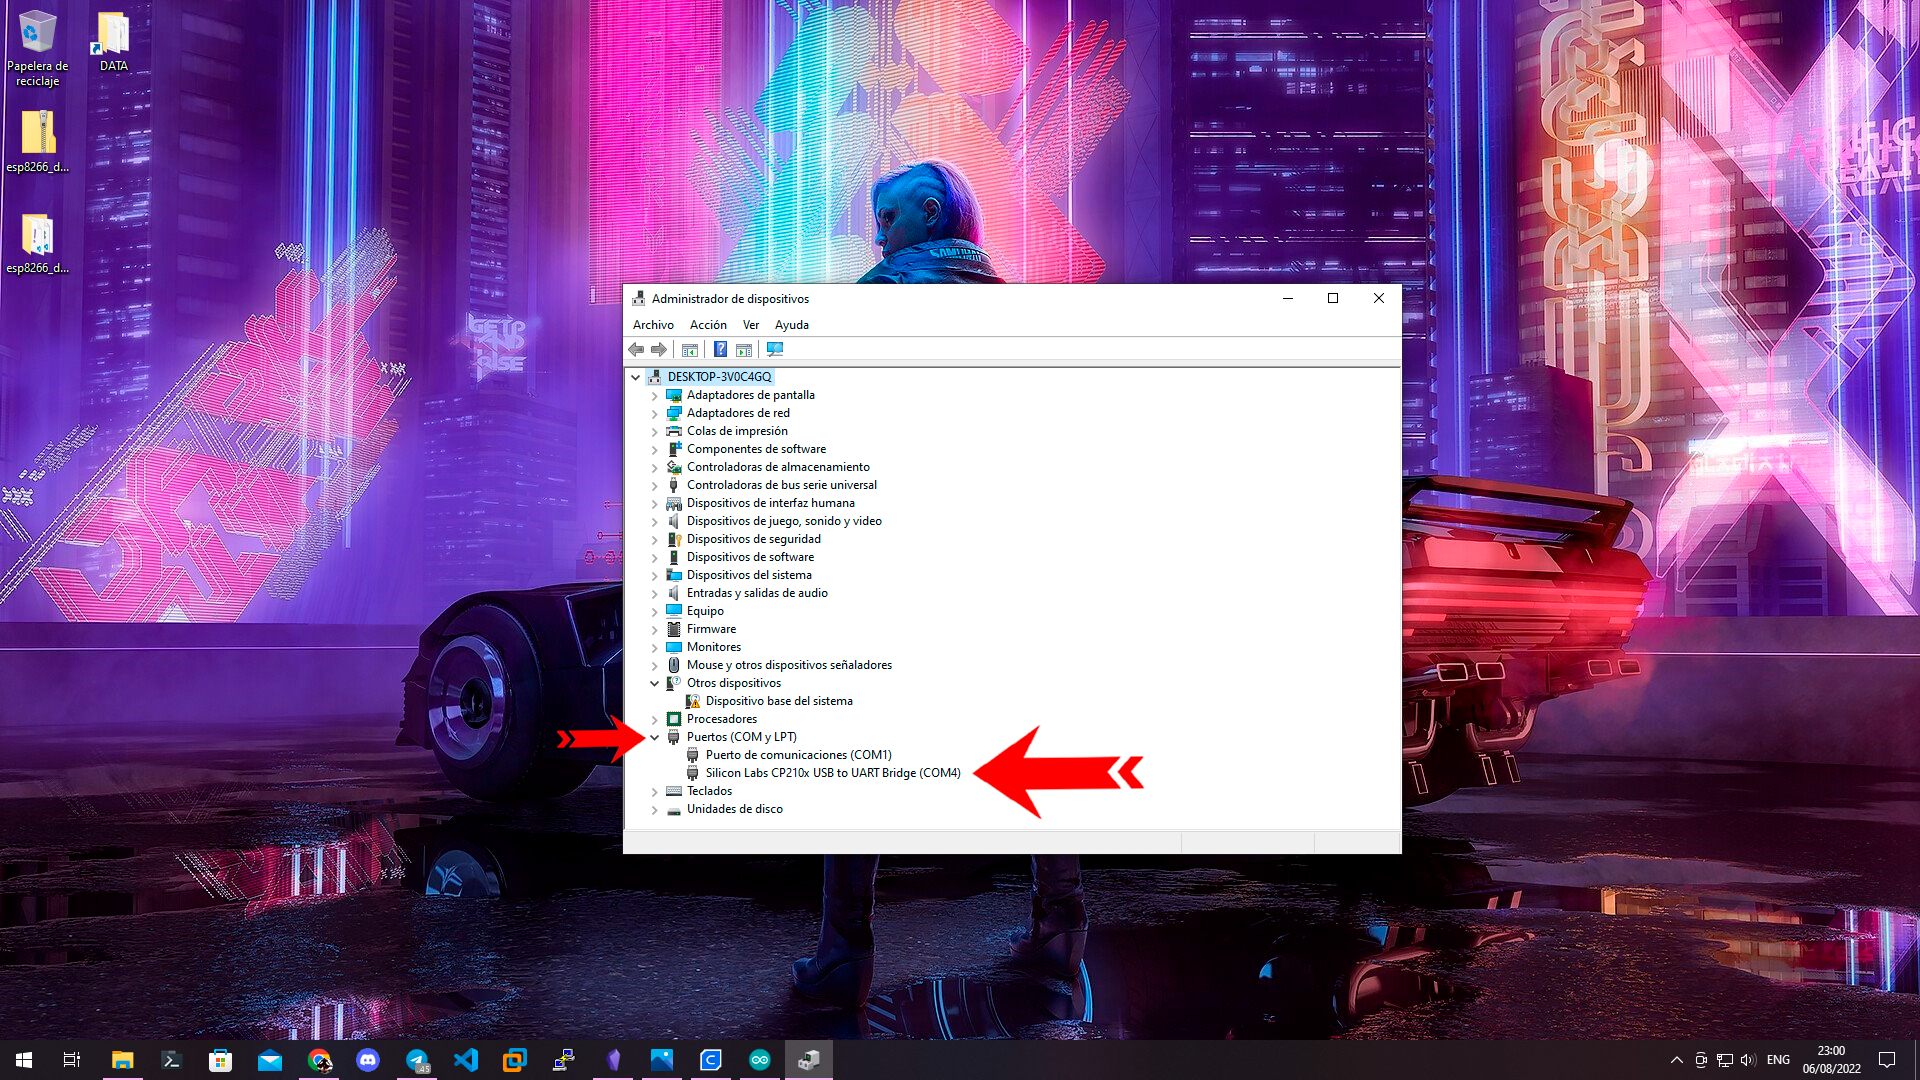 Papelera de
reciclaje
DATA
esp8266_d...
esp8266_d...
SAMURAI
Administrador de dispositivos
Archivo Acción Ver Ayuda
DESKTOP-3V0C4GQ
Adaptadores de pantalla
Adaptadores de red
Colas de impresión
Componentes de software
Controladoras de almacenamiento
Controladoras de bus serie universal
Dispositivos de interfaz humana
Dispositivos de juego, sonido y video
Dispositivos de seguridad
Dispositivos de software
Dispositivos del sistema
Entradas y salidas de audio
Equipo
Firmware
Monitores
Mouse y otros dispositivos señaladores
Otros dispositivos
Dispositivo base del sistema
Procesadores
Puertos (COM y LPT)
Puerto de comunicaciones (COM1)
Silicon Labs CP210x USB to UART Bridge (COM4)
Teclados
Unidades de disco
45
ENG
23:00
06/08/2022